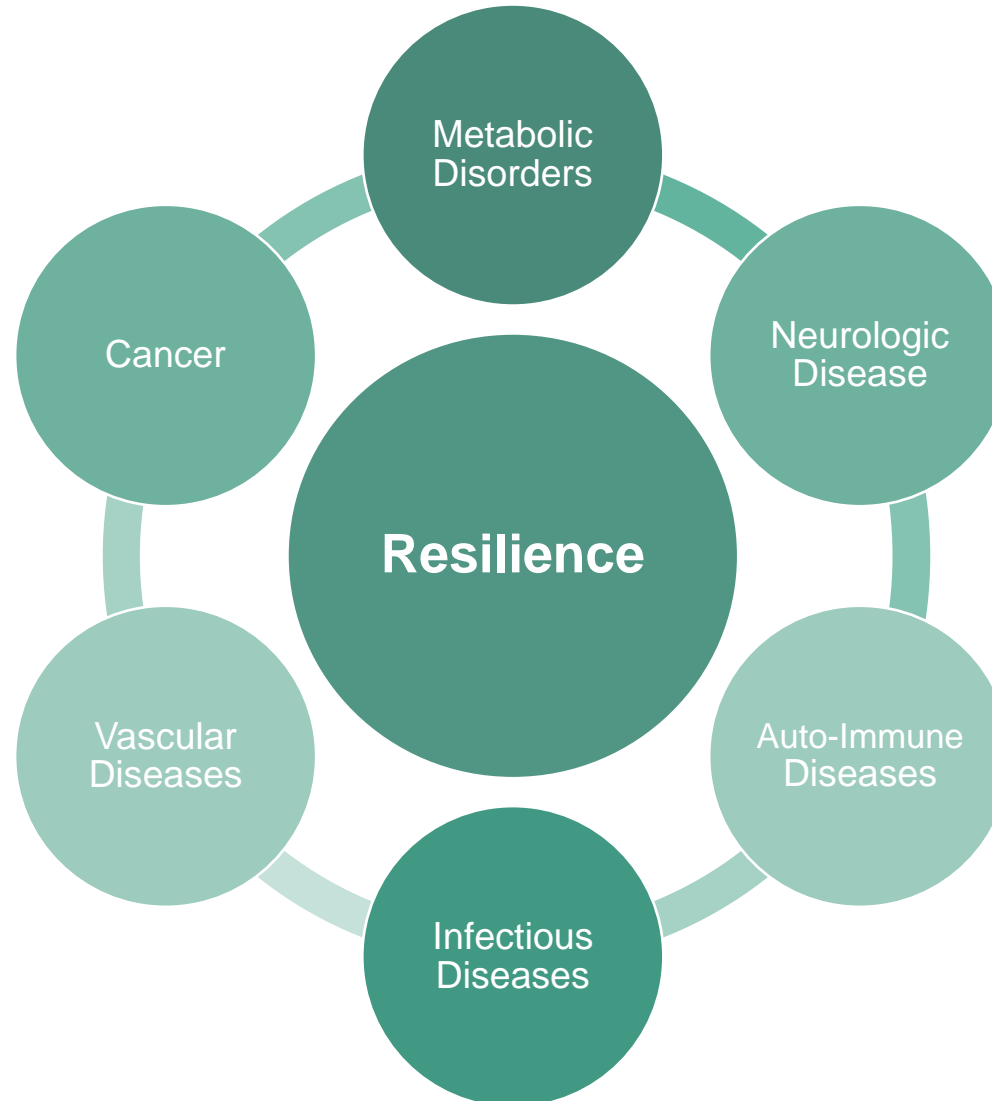 Metabolic
Disorders
Neurologic
Disease
Cancer
Resilience
Auto-Immune
Diseases
Vascular
Diseases
Infectious
Diseases